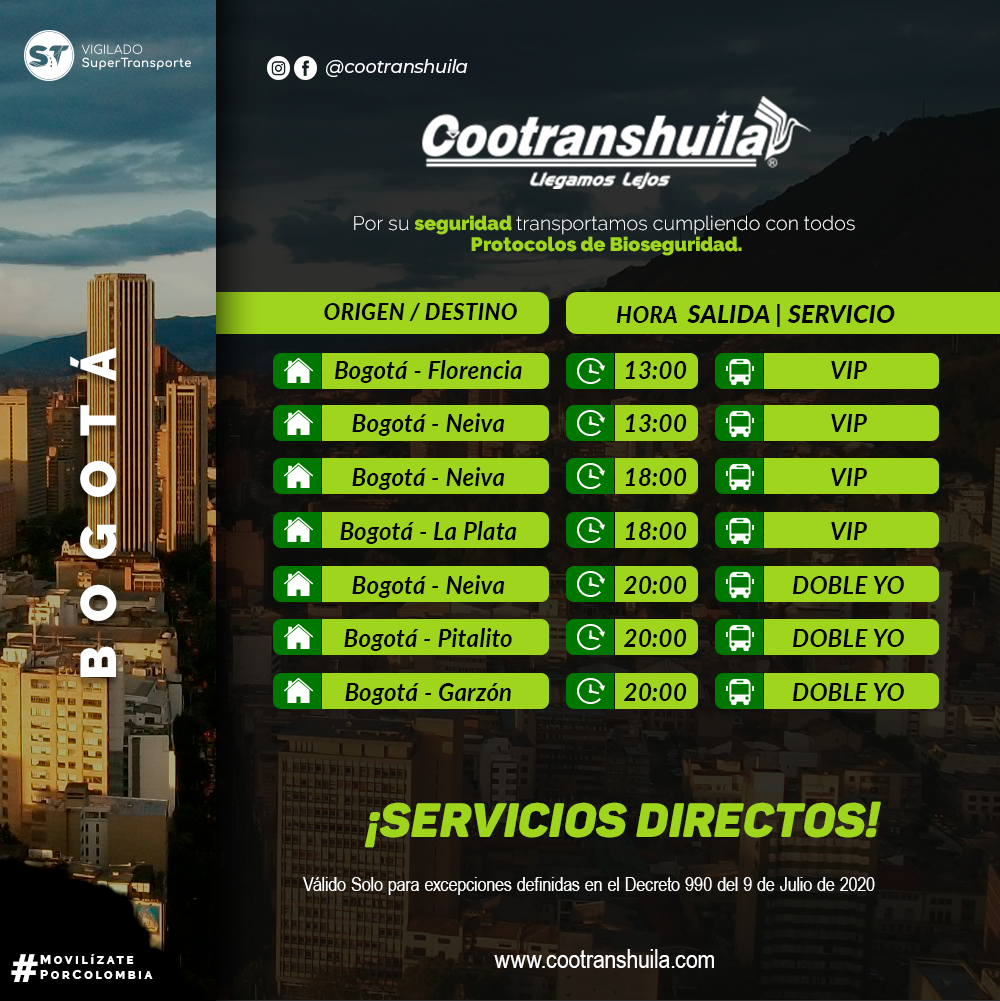 ST
VIGILADO
SuperTransporte
@cootranshuila
Cootranshuila
Llegamos Lejos
Por su seguridad transportamos cumpliendo con todos
Protocolos de Bioseguridad.
BOGOTÁ
ORIGEN / DESTINO HORA SALIDA | SERVICIO
Bogotá - Florencia 13:00 VIP
Bogotá - Neiva 13:00 VIP
Bogotá - Neiva 18:00 VIP
Bogotá - La Plata 18:00 VIP
Bogotá - Neiva 20:00 DOBLE YO
Bogotá - Pitalito 20:00 DOBLE YO
Bogotá - Garzón 20:00 DOBLE YO
¡SERVICIOS DIRECTOS!
Válido Solo para excepciones definidas en el Decreto 990 del 9 de Julio de 2020
#MOVILÍZATE
PORCOLOMBIA
www.cootranshuila.com